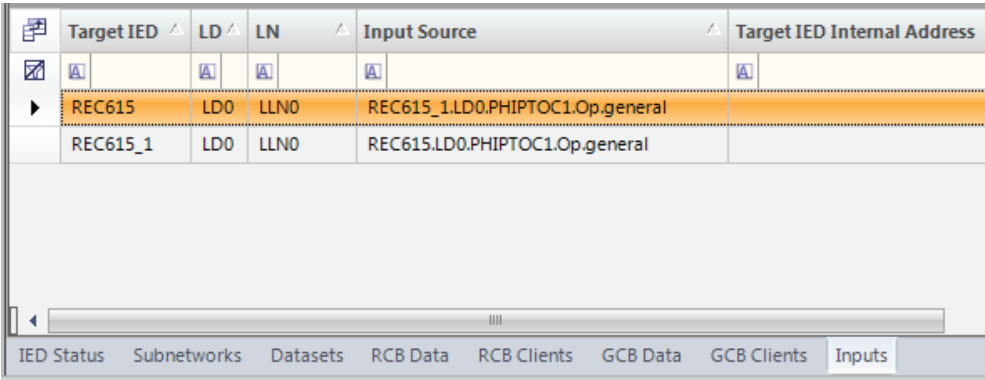 Target IED LD LN Input Source Target IED Internal Address
A A A A A
REC615 LD0 LLN0 REC615_1.LD0.PHIPTOC1.Op.general
REC615_1 LD0 LLN0 REC615.LD0.PHIPTOC1.Op.general
IED Status Subnetworks Datasets RCB Data RCB Clients GCB Data GCB Clients Inputs